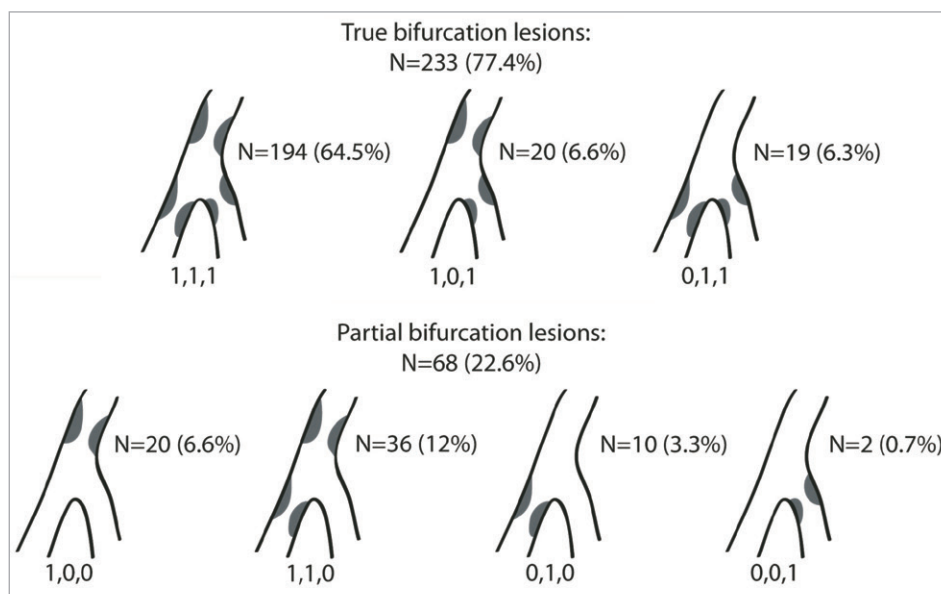 True bifurcation lesions:
N=233 (77.4%)
N=194 (64.5%)
N=20 (6.6%)
N=19 (6.3%)
1,1,1
1,0,1
0,1,1
Partial bifurcation lesions:
N=68 (22.6%)
N=20 (6.6%)
N=36 (12%)
N=10 (3.3%)
N=2 (0.7%)
1,0,0
1,1,0
0,1,0
0,0,1